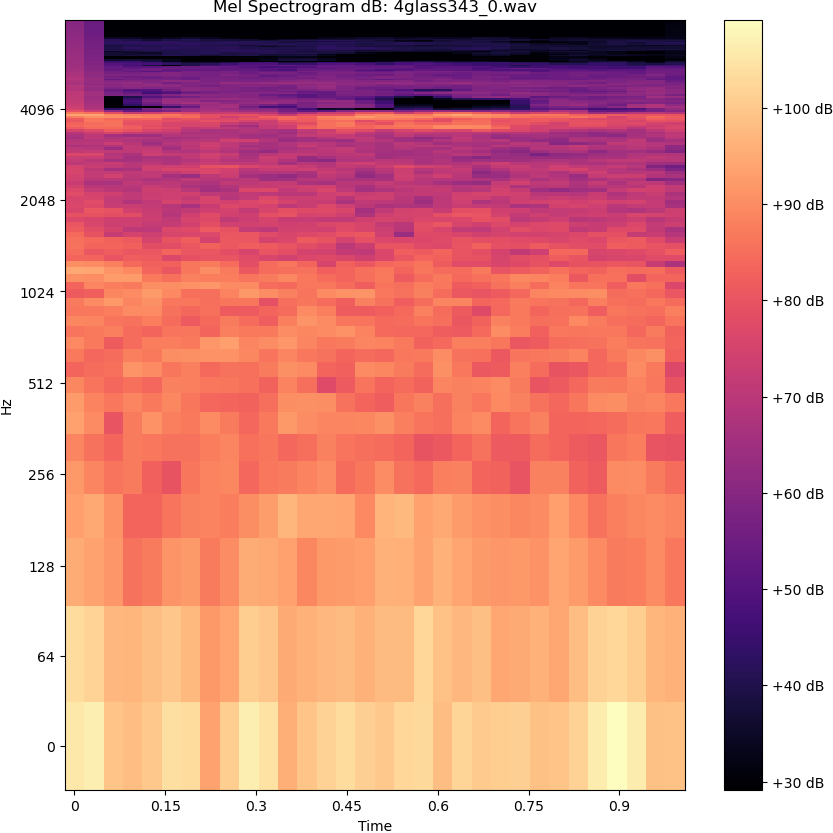 Mel Spectrogram dB: 4glass343_0.wav
4096
2048
1024
512
256
128
64
0
Hz
0
0.15
0.3
0.45
0.6
0.75
0.9
Time
+100 dB
+90 dB
+80 dB
+70 dB
+60 dB
+50 dB
+40 dB
+30 dB